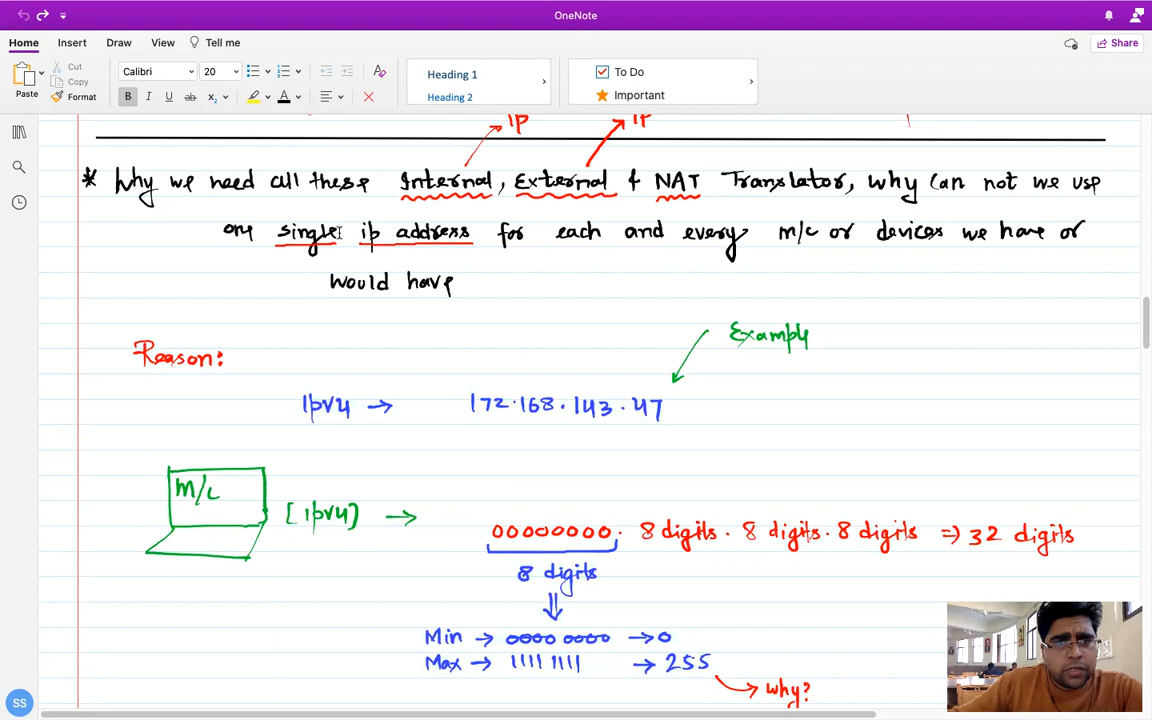 OneNote
Home Insert Draw View Tell me Share
Paste Cut Copy Format Calibri 20 B I U ab x₂ A Heading 1 Heading 2 To Do Important
ip ip
* Why we need all these Internal, External & NAT Translator, why can not we use
one single ip address for each and every m/c or devices we have or
would have
Example
Reason:
ipv4 → 172.168.143.47
M/C
[ipv4] →
00000000. 8 digits. 8 digits. 8 digits => 32 digits
8 digits
Min → 0000 0000 → 0
Max → 1111 1111 → 255
why?
SS